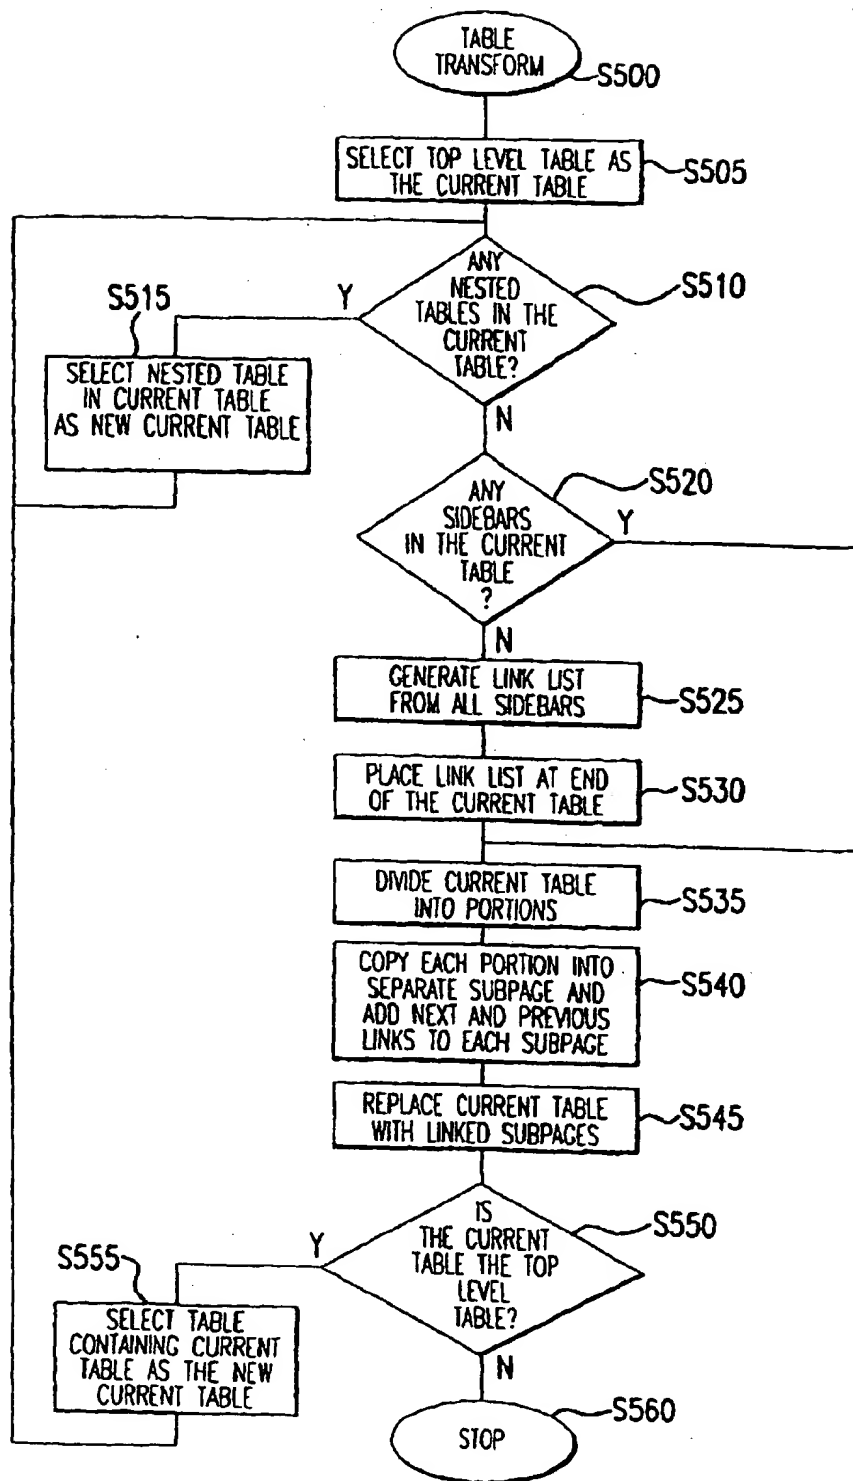 TABLE
TRANSFORM
S500
SELECT TOP LEVEL TABLE AS
THE CURRENT TABLE
S505
ANY
NESTED
TABLES IN THE
CURRENT
TABLE?
S510
Y
S515
SELECT NESTED TABLE
IN CURRENT TABLE
AS NEW CURRENT TABLE
N
ANY
SIDEBARS
IN THE CURRENT
TABLE
?
S520
Y
N
GENERATE LINK LIST
FROM ALL SIDEBARS
S525
PLACE LINK LIST AT END
OF THE CURRENT TABLE
S530
DIVIDE CURRENT TABLE
INTO PORTIONS
S535
COPY EACH PORTION INTO
SEPARATE SUBPAGE AND
ADD NEXT AND PREVIOUS
LINKS TO EACH SUBPAGE
S540
REPLACE CURRENT TABLE
WITH LINKED SUBPAGES
S545
IS
THE CURRENT
TABLE THE TOP
LEVEL
TABLE?
S550
Y
S555
SELECT TABLE
CONTAINING CURRENT
TABLE AS THE NEW
CURRENT TABLE
N
STOP
S560